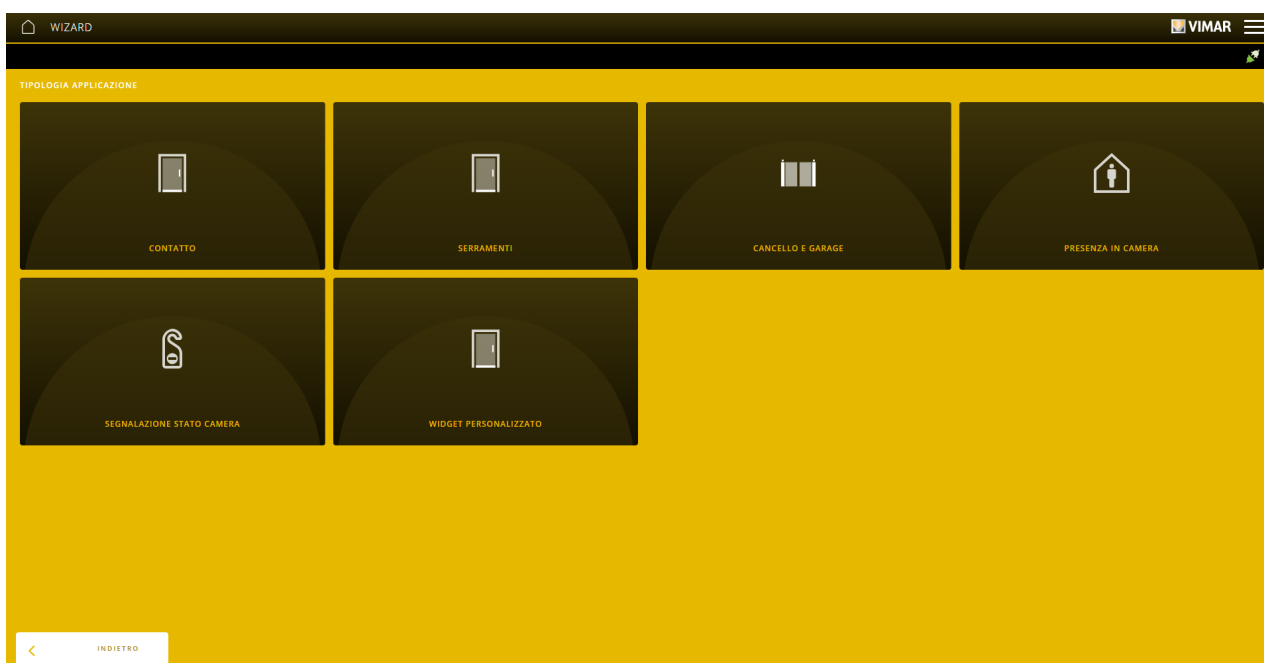 WIZARD
VIMAR
TIPOLOGIA APPLICAZIONE
CONTATTO
SERRAMENTI
CANCELLO E GARAGE
PRESENZA IN CAMERA
SEGNALAZIONE STATO CAMERA
WIDGET PERSONALIZZATO
INDIETRO